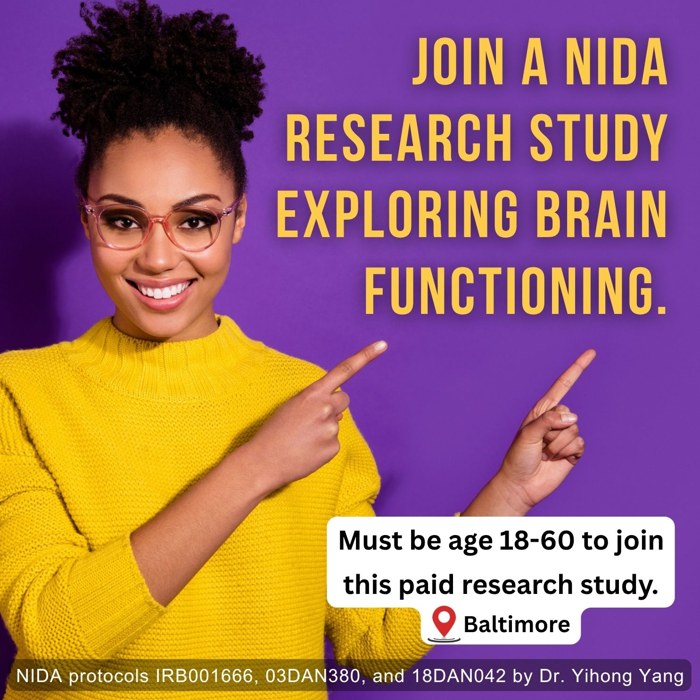 JOIN A NIDA
RESEARCH STUDY
EXPLORING BRAIN
FUNCTIONING.
Must be age 18-60 to join
this paid research study.
Baltimore
NIDA protocols IRB001666, 03DAN380, and 18DAN042 by Dr. Yihong Yang